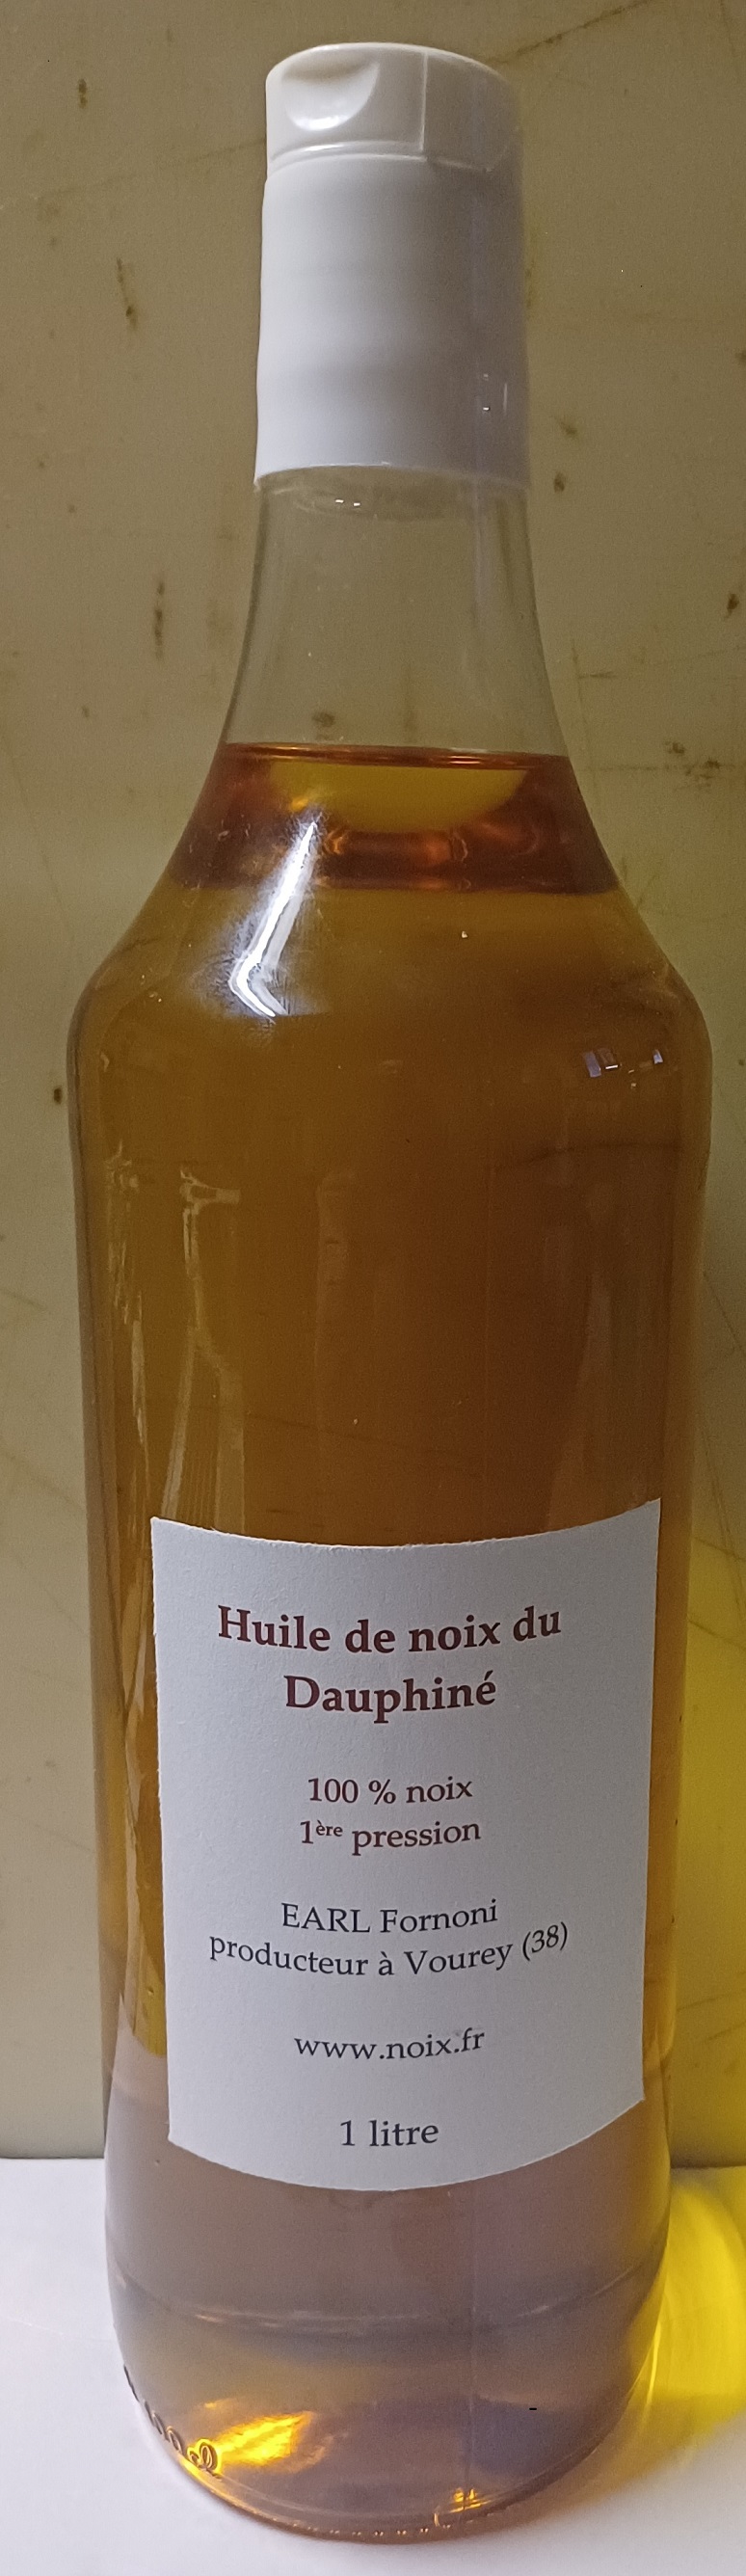 Huile de noix du
Dauphiné
100 % noix
1ère pression
EARL Fornoni
producteur à Vourey (38)
www.noix.fr
1 litre